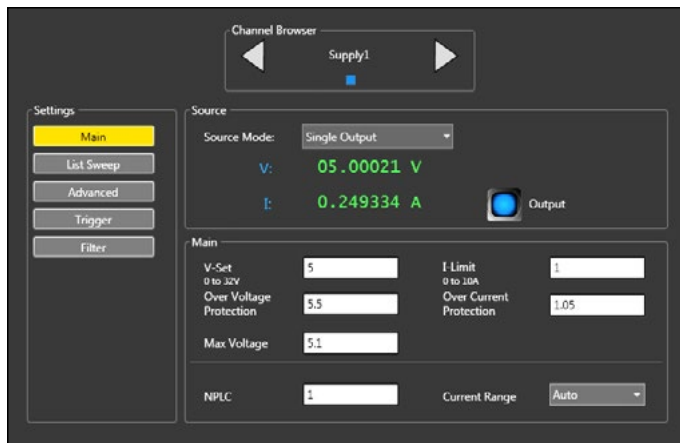 Channel Browser
Supply1
Settings
Main
List Sweep
Advanced
Trigger
Filter
Source
Source Mode: Single Output
V: 05.00021 V
I: 0.249334 A
Output
Main
V-Set 5
0 to 32V
I-Limit 1
0 to 10A
Over Voltage
Protection 5.5
Over Current
Protection 1.05
Max Voltage 5.1
NPLC 1
Current Range Auto